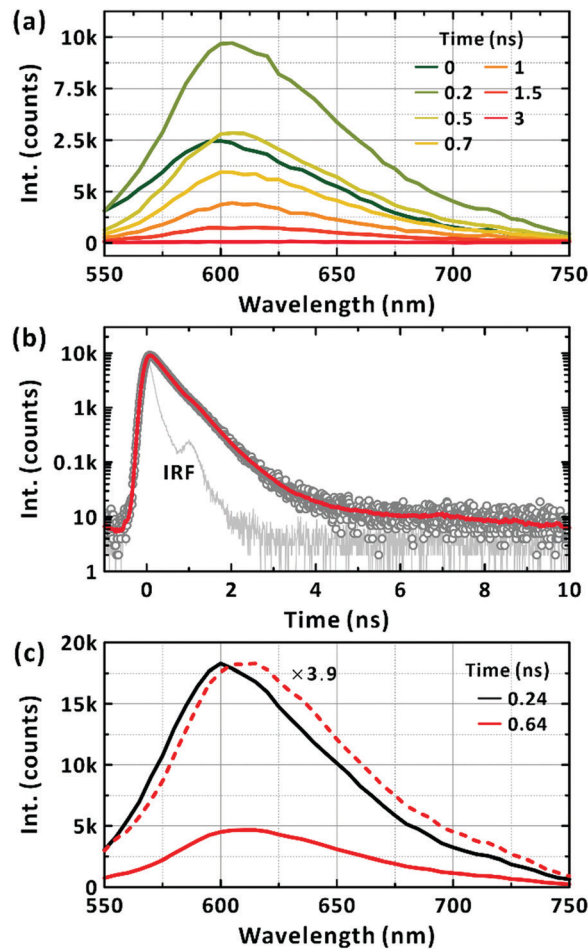 (a)
Int. (counts)
10k
7.5k
2.5k
5k
0
Time (ns)
0 1
0.2 1.5
0.5 3
0.7
550 600 650 700 750
Wavelength (nm)
(b)
Int. (counts)
10k
1k
0.1k
10
1
IRF
0 2 4 6 8 10
Time (ns)
(c)
Int. (counts)
20k
17k
13k
10k
5k
0
×3.9
Time (ns)
0.24
0.64
550 600 650 700 750
Wavelength (nm)